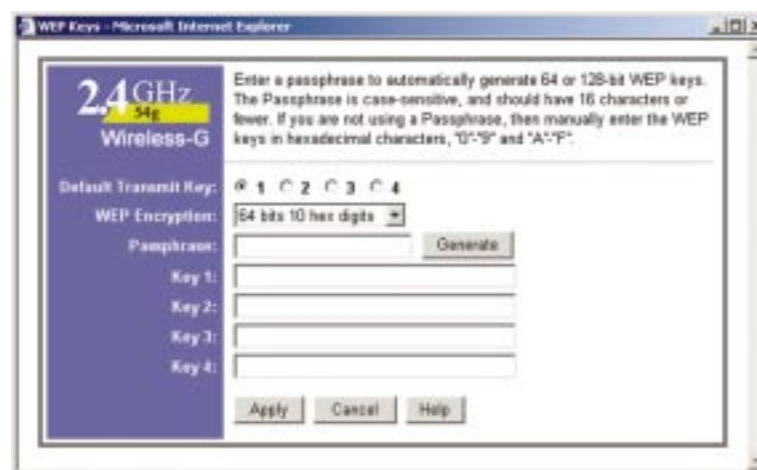 WEP Keys - Microsoft Internet Explorer
2.4GHz
54g
Wireless-G
Enter a passphrase to automatically generate 64 or 128-bit WEP keys.
The Passphrase is case-sensitive, and should have 16 characters or
fewer. If you are not using a Passphrase, then manually enter the WEP
keys in hexadecimal characters, "0"-"9" and "A"-"F".
Default Transmit Key: 1 2 3 4
WEP Encryption: 64 bits 10 hex digits
Passphrase: Generate
Key 1:
Key 2:
Key 3:
Key 4:
Apply Cancel Help